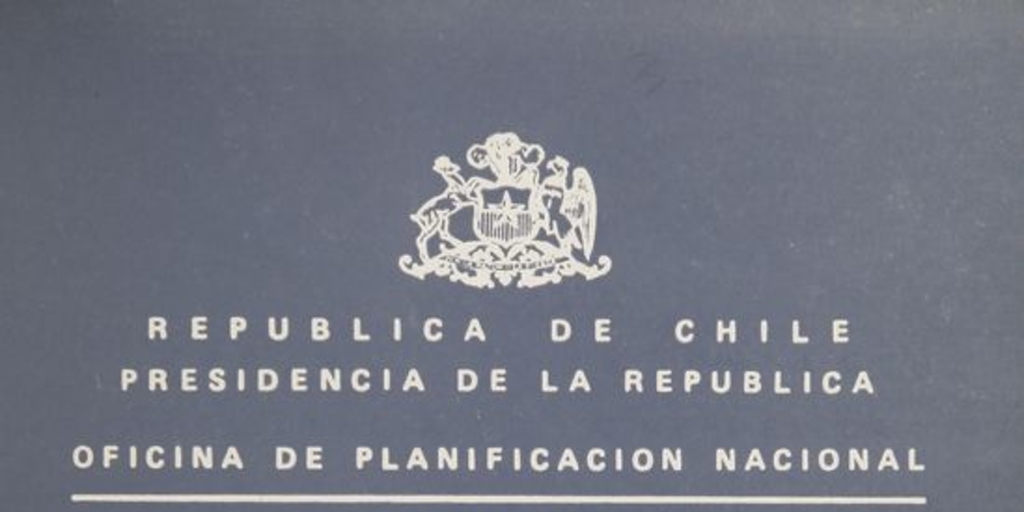 REPUBLICA DE CHILE
PRESIDENCIA DE LA REPUBLICA
OFICINA DE PLANIFICACION NACIONAL